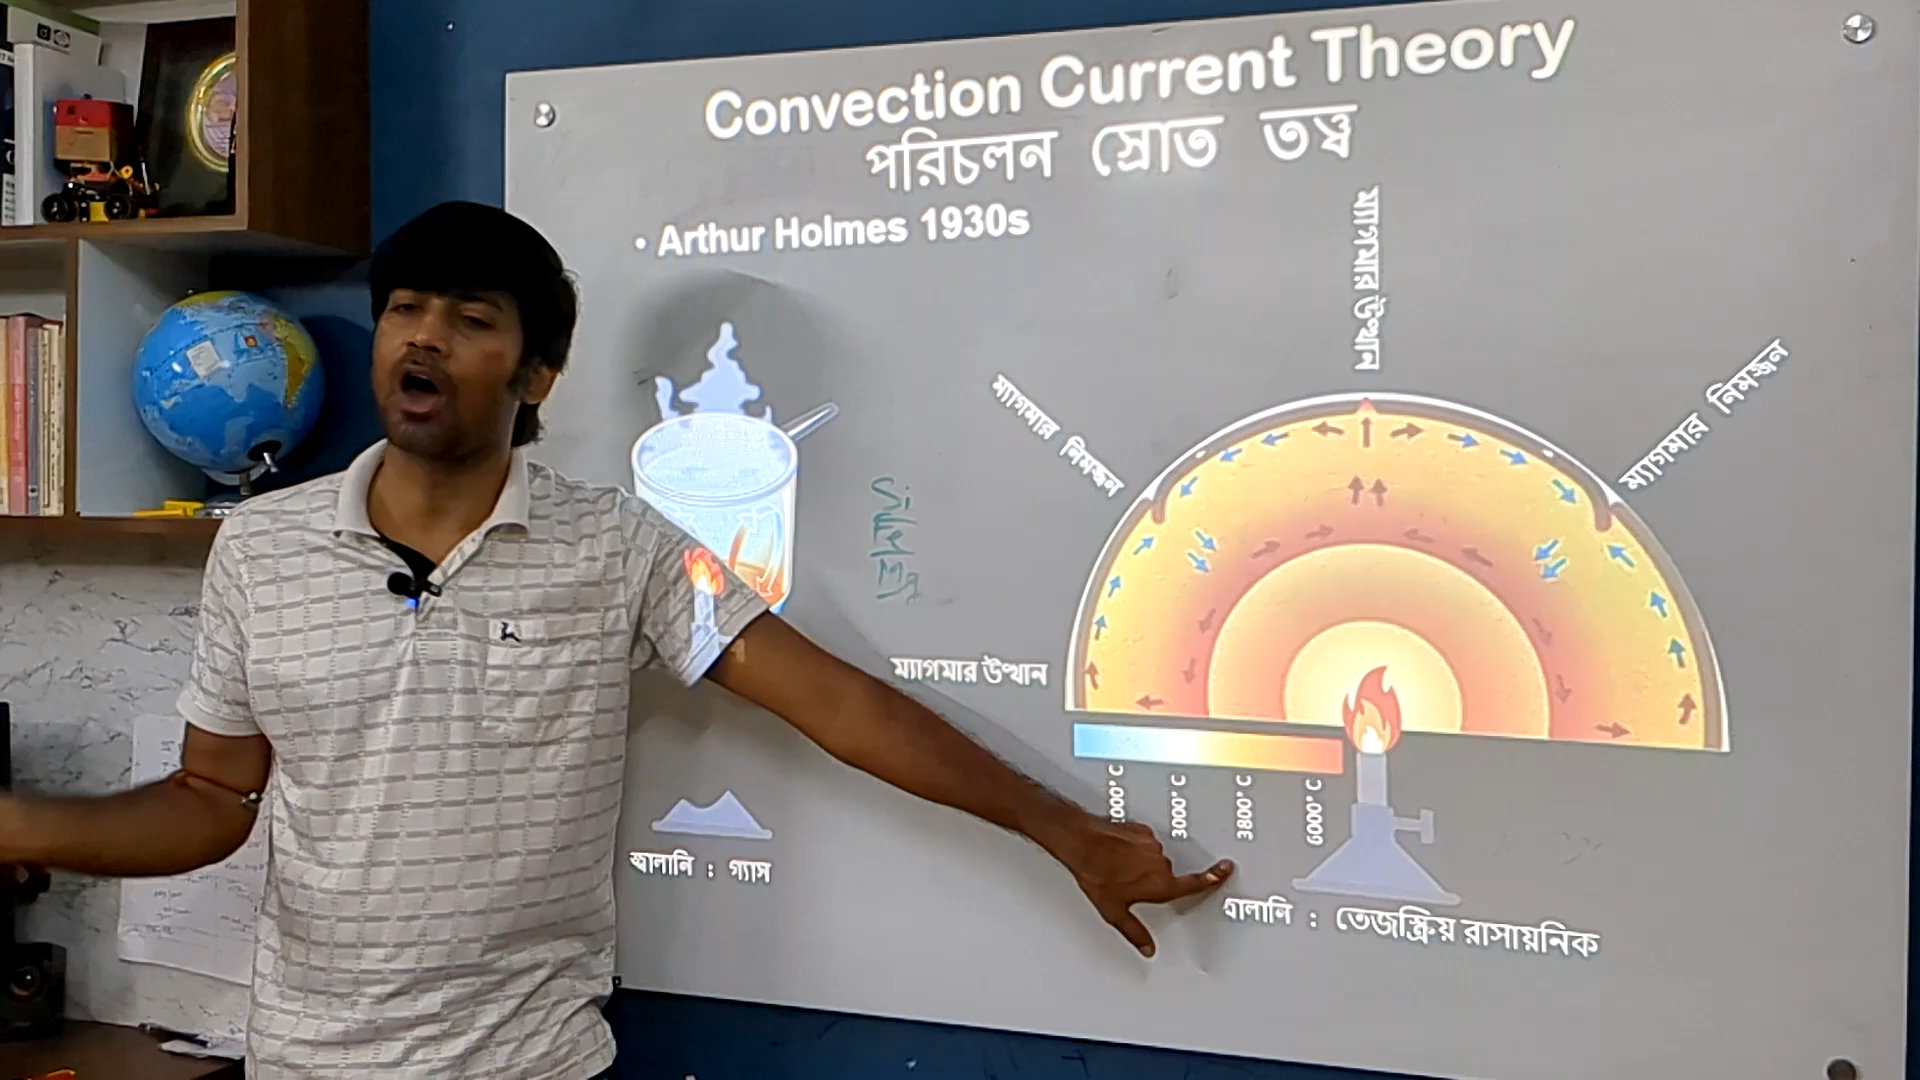 Convection Current Theory
পরিচলন স্রোত তত্ত্ব
• Arthur Holmes 1930s
ম্যাগমার উত্থান
ম্যাগমার নিমজ্জন
ম্যাগমার নিমজ্জন
ম্যাগমার উত্থান
3000°C
3800°C
6000°C
জ্বালানি : গ্যাস
জ্বালানি : তেজস্ক্রিয় রাসায়নিক